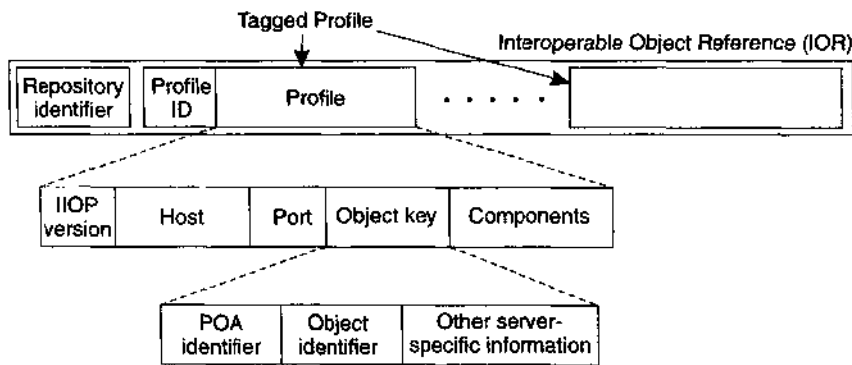 Tagged Profile
Interoperable Object Reference (IOR)
Repository
identifier
Profile
ID
Profile
IIOP
version
Host
Port
Object key
Components
POA
identifier
Object
identifier
Other server-
specific information